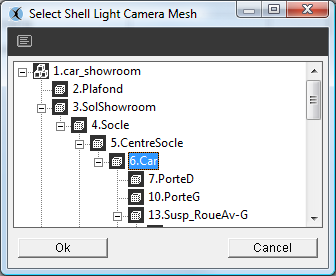 Select Shell Light Camera Mesh
1.car_showroom
2.Plafond
3.SolShowroom
4.Socle
5.CentreSocle
6.Car
7.PorteD
10.PorteG
13.Susp_RoueAv-G
Ok
Cancel